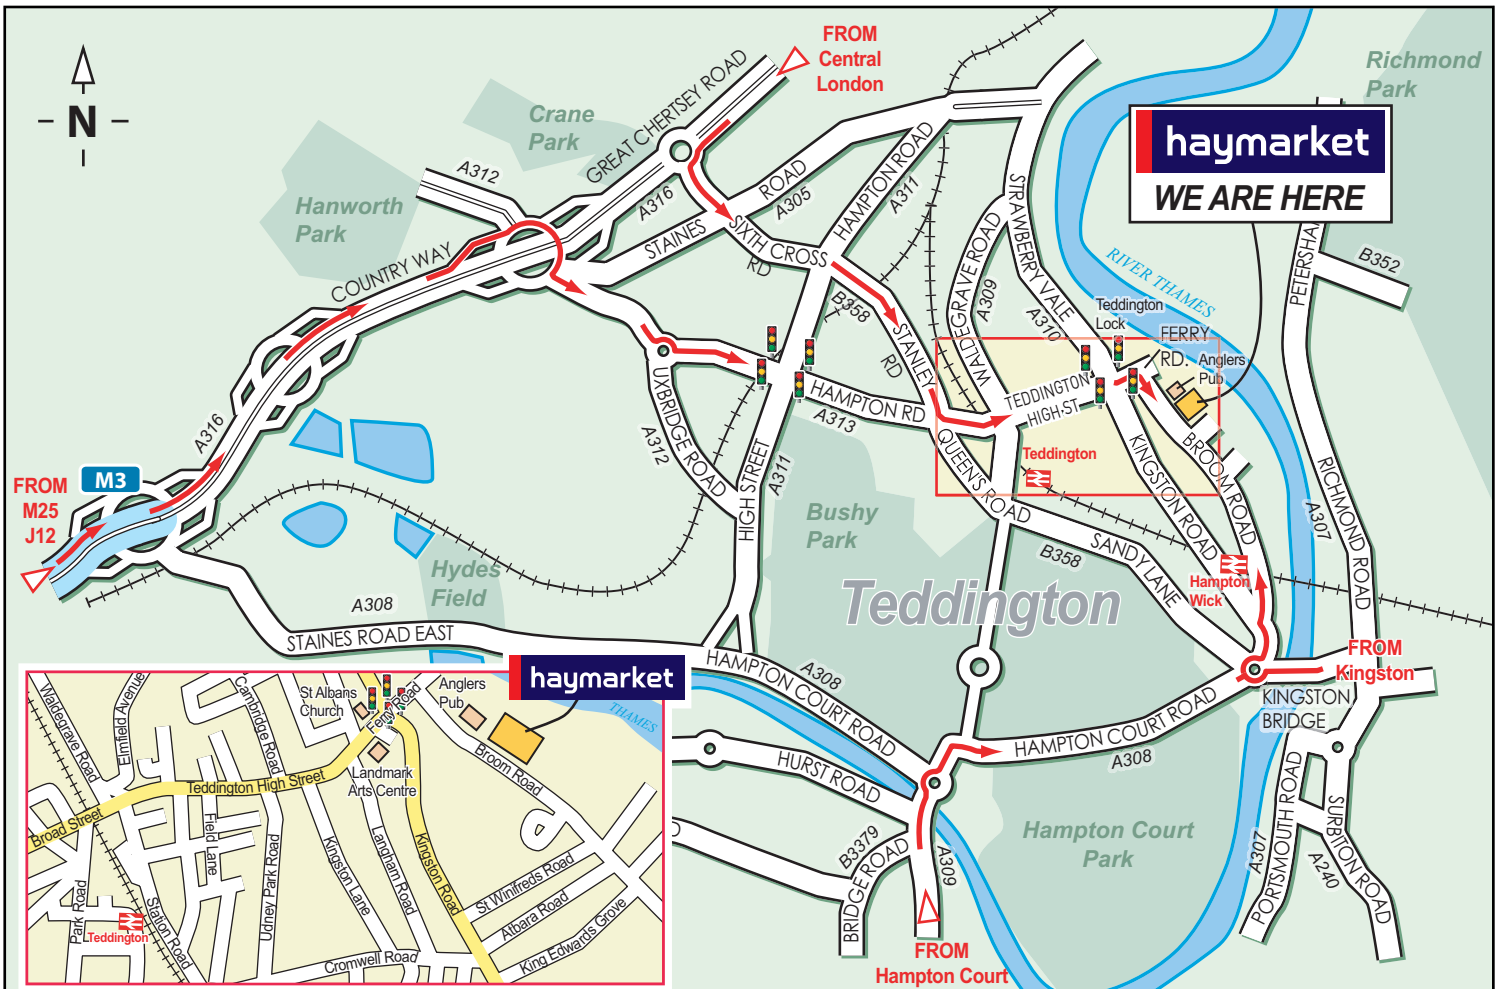 N
FROM
Central
London
Richmond
Park
haymarket
WE ARE HERE
Crane
Park
GREAT CHERTSEY ROAD
A316
A312
Hanworth
Park
COUNTRY WAY
STAINES
ROAD
A305
HAMPTON ROAD
A311
SIXTH CROSS
RD
STRAWBERRY VALE
A310
WALDEGRAVE ROAD
A309
RIVER THAMES
PETERSHAM
B352
B358
STANLEY
RD
Teddington
Lock
FERRY
RD.
Anglers
Pub
TEDDINGTON
HIGH ST
HAMPTON RD
A313
UXBRIDGE ROAD
A312
HIGH STREET
A311
A316
M3
FROM
M25
J12
QUEEN'S ROAD
Teddington
KINGSTON ROAD
BROOM ROAD
RICHMOND ROAD
A307
Bushy
Park
B358
SANDY LANE
Hampton
Wick
Hydes
Field
Teddington
A308
STAINES ROAD EAST
HAMPTON COURT ROAD
A308
FROM
Kingston
KINGSTON
BRIDGE
HAMPTON COURT ROAD
A308
THAMES
HURST ROAD
B3379
BRIDGE ROAD
A309
Hampton Court
Park
FROM
Hampton Court
A307
PORTSMOUTH ROAD
SURBITON ROAD
A240
haymarket
Waldegrave Road
Elmfield Avenue
Cambridge Road
St Albans
Church
Ferry Road
Anglers
Pub
Broom Road
Landmark
Arts Centre
Teddington High Street
Broad Street
Field Lane
Park Road
Teddington
Station Road
Udney Park Road
Kingston Lane
Langham Road
Kingston Road
Cromwell Road
St Winifreds Road
Albara Road
King Edwards Grove